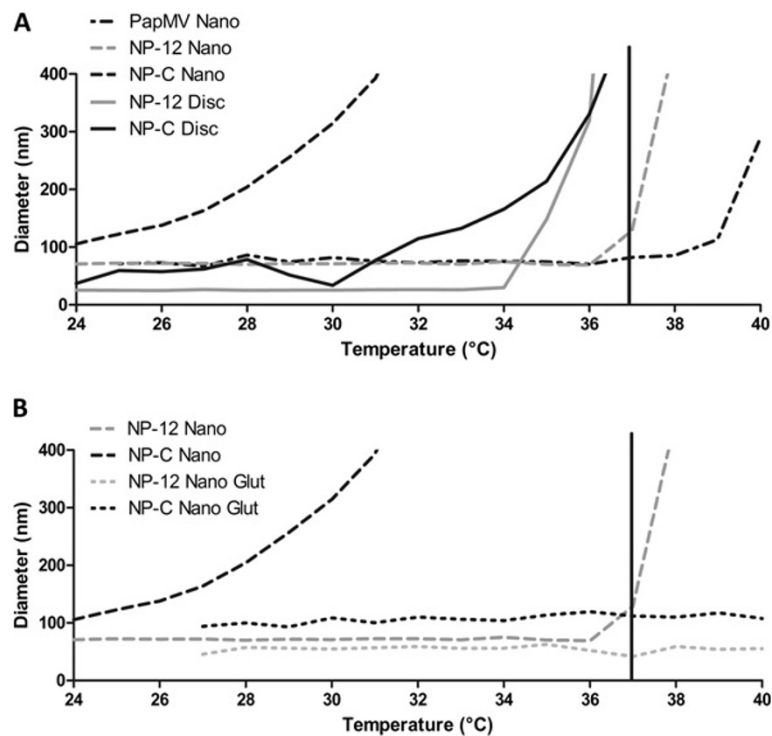 A
PapMV Nano
NP-12 Nano
NP-C Nano
NP-12 Disc
NP-C Disc
400
300
200
100
0
Diameter (nm)
24 26 28 30 32 34 36 38 40
Temperature (°C)
B
NP-12 Nano
NP-C Nano
NP-12 Nano Glut
NP-C Nano Glut
400
300
200
100
0
Diameter (nm)
24 26 28 30 32 34 36 38 40
Temperature (°C)